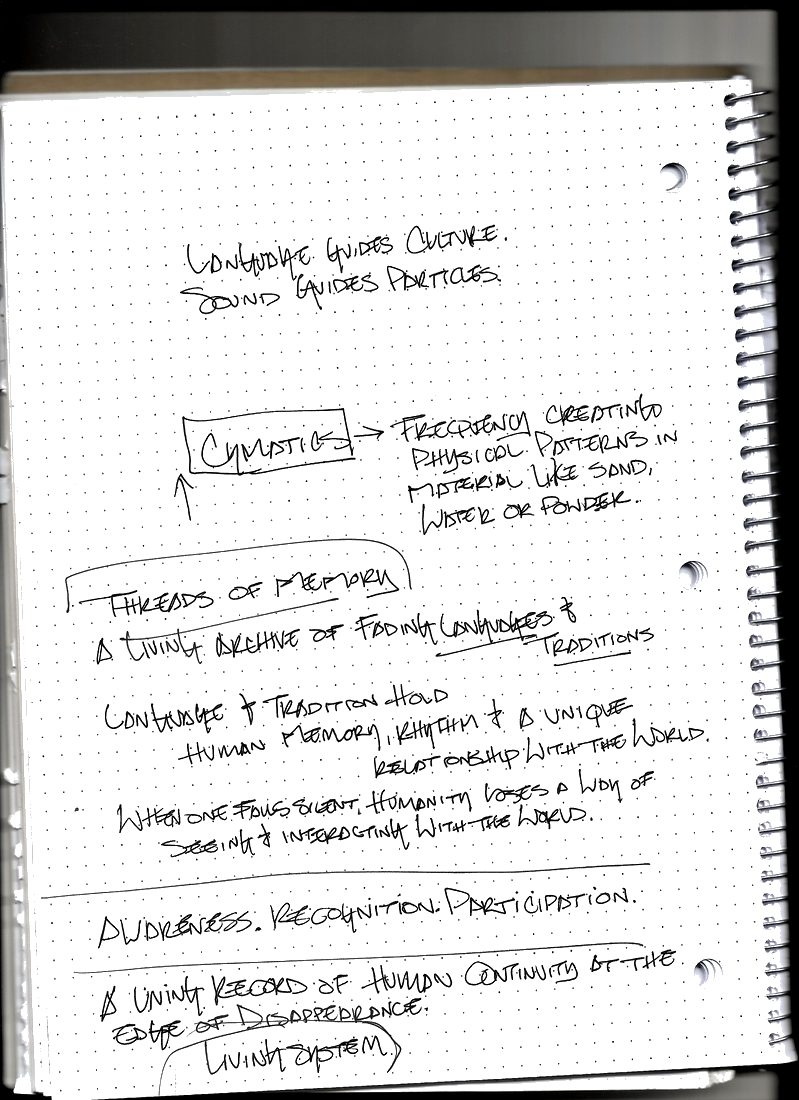 LANGUAGE GUIDES CULTURE.
SOUND GUIDES PARTICLES.
CYMATICS → FREQUENCY CREATING
PHYSICAL PATTERNS IN
MATERIAL LIKE SAND,
WATER OR POWDER.
THREADS OF MEMORY
A LIVING ARCHIVE OF FADING LANGUAGES &
TRADITIONS
LANGUAGE & TRADITION HOLD
HUMAN MEMORY, RHYTHM & A UNIQUE
RELATIONSHIP WITH THE WORLD.
WHEN ONE FALLS SILENT, HUMANITY LOSES A WAY OF
SEEING & INTERACTING WITH THE WORLD.
AWARENESS. RECOGNITION. PARTICIPATION.
A LIVING RECORD OF HUMAN CONTINUITY AT THE
EDGE OF DISAPPEARANCE.
LIVING SYSTEM